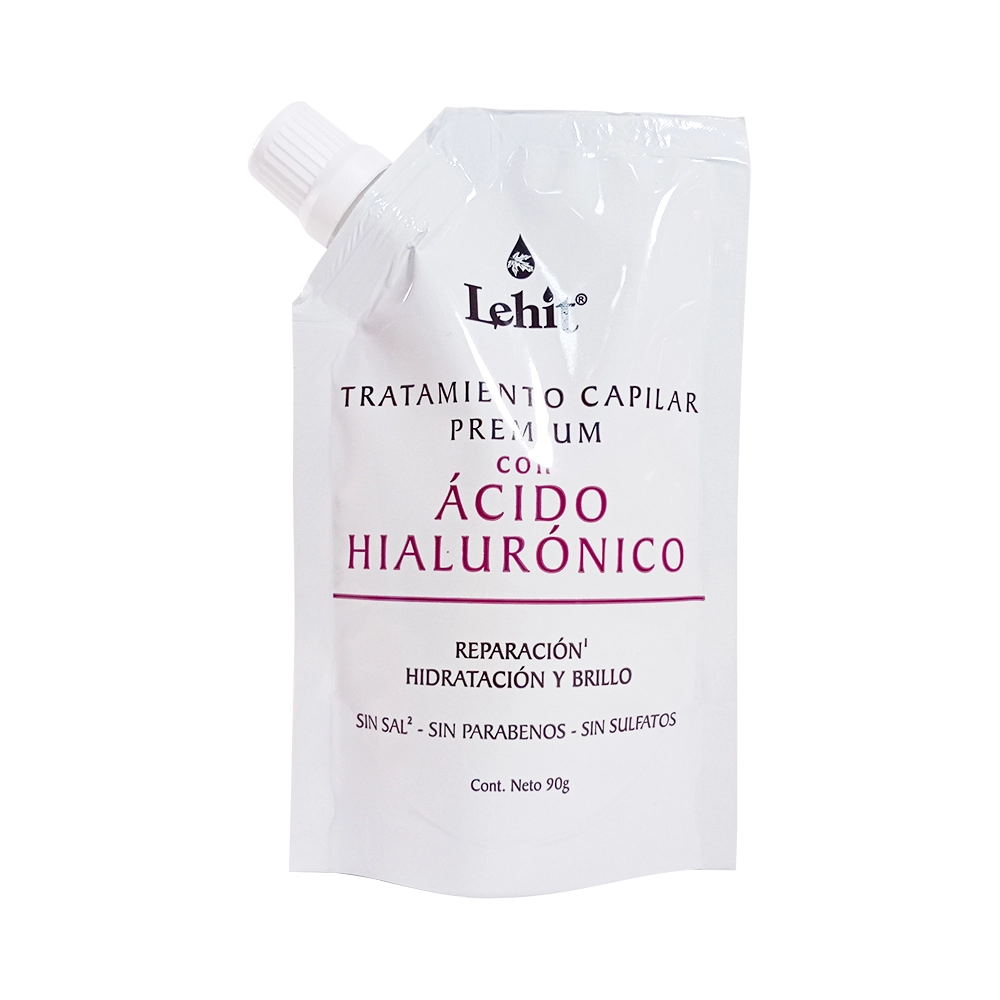 Lehit®
TRATAMIENTO CAPILAR
PREMIUM
CON
ÁCIDO
HIALURÓNICO
REPARACIÓN¹
HIDRATACIÓN Y BRILLO
SIN SAL² - SIN PARABENOS - SIN SULFATOS
Cont. Neto 90g